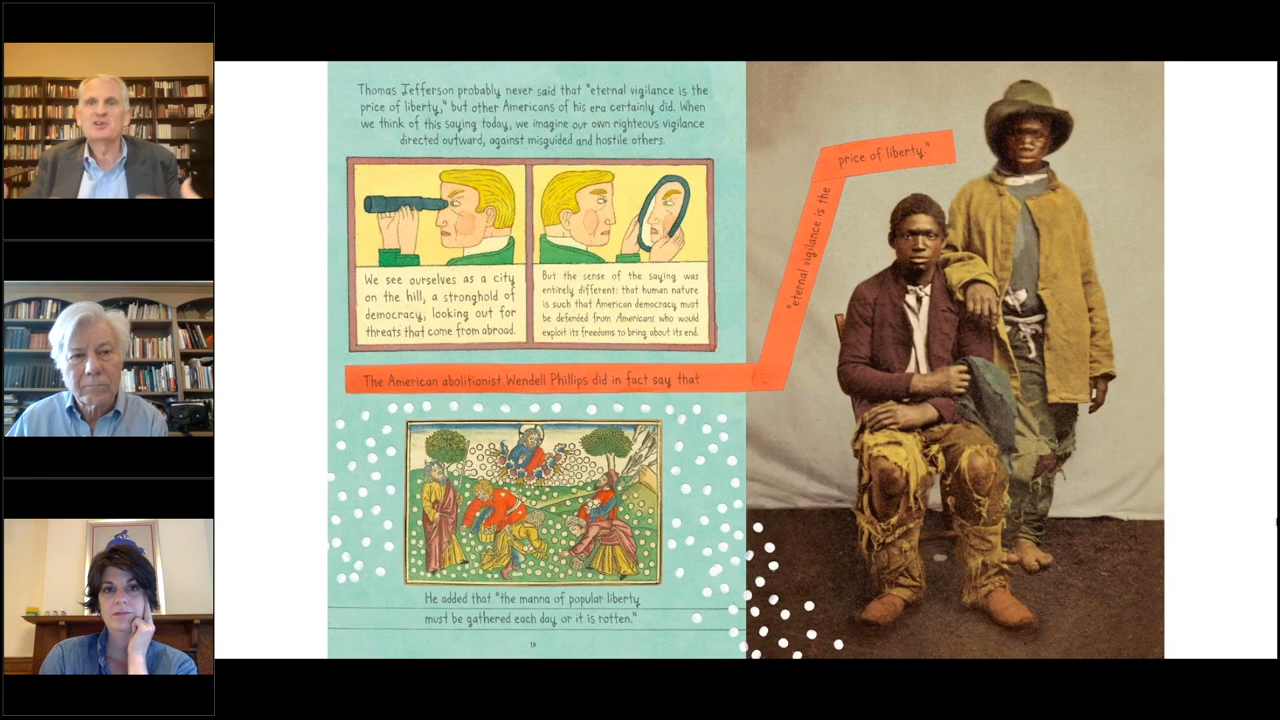 Thomas Jefferson probably never said that "eternal vigilance is the
price of liberty," but other Americans of his era certainly did. When
we think of this saying today, we imagine our own righteous vigilance
directed outward, against misguided and hostile others.
We see ourselves as a city
on the hill, a stronghold of
democracy, looking out for
threats that come from abroad.
But the sense of the saying was
entirely different: that human nature
is such that American democracy must
be defended from Americans who would
exploit its freedoms to bring about its end.
The American abolitionist Wendell Phillips did in fact say that
"eternal vigilance is the
price of liberty."
He added that "the manna of popular liberty
must be gathered each day or it is rotten."
18